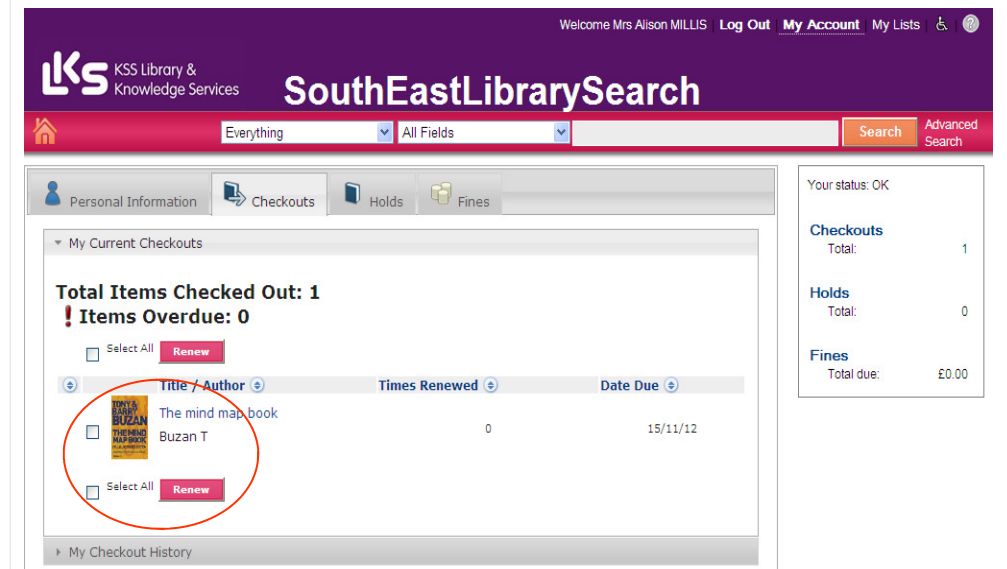 Welcome Mrs Alison MILLIS Log Out My Account My Lists ?
LKS KSS Library &
Knowledge Services
SouthEastLibrarySearch
Everything All Fields Search Advanced
Search
Personal Information Checkouts Holds Fines
My Current Checkouts
Total Items Checked Out: 1
! Items Overdue: 0
Select All Renew
Title / Author Times Renewed Date Due
TONY &
BARRY
BUZAN
THE MIND
MAP BOOK
The mind map book
Buzan T
0 15/11/12
Select All Renew
My Checkout History
Your status: OK
Checkouts
Total: 1
Holds
Total: 0
Fines
Total due: £0.00